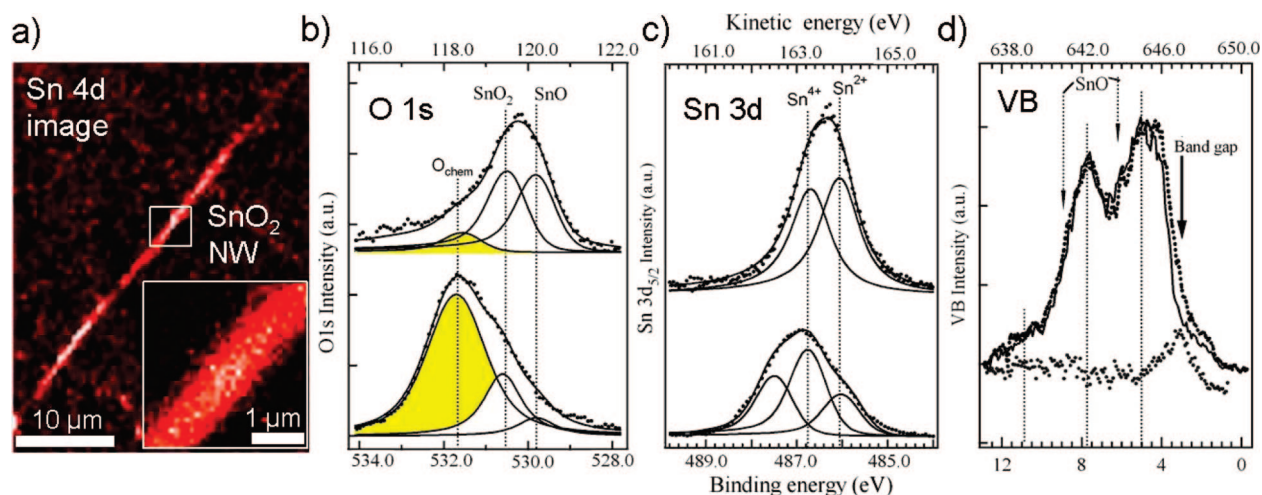 a)
Sn 4d
image
SnO2
NW
10 µm
1 µm
b)
116.0 118.0 120.0 122.0
O 1s
SnO2 SnO
Ochem
O1s Intensity (a.u.)
534.0 532.0 530.0 528.0
Kinetic energy (eV)
c)
161.0 163.0 165.0
Sn 3d
Sn4+
Sn2+
Sn 3d5/2 Intensity (a.u.)
489.0 487.0 485.0
Binding energy (eV)
d)
638.0 642.0 646.0 650.0
SnO
VB
Band gap
VB Intensity (a.u.)
12 8 4 0